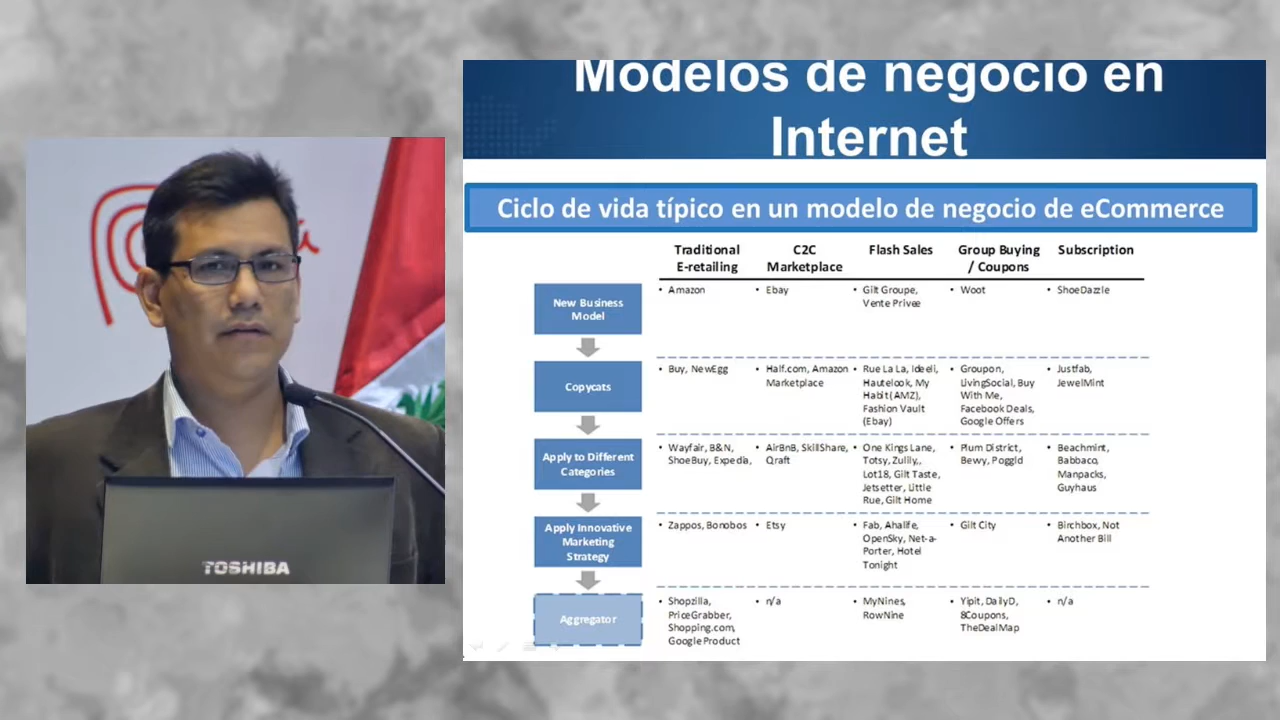 Modelos de negocio en
Internet
Ciclo de vida típico en un modelo de negocio de eCommerce
Traditional
E-retailing
C2C
Marketplace
Flash Sales
Group Buying
/ Coupons
Subscription
New Business
Model
• Amazon
• Ebay
• Gilt Groupe,
Vente Privee
• Woot
• ShoeDazzle
Copycats
• Buy, NewEgg
• Half.com, Amazon
Marketplace
• Rue La La, Ideeli,
Hautelook, My
Habit (AMZ),
Fashion Vault
(Ebay)
• Groupon,
LivingSocial, Buy
With Me,
Facebook Deals,
Google Offers
• Justfab,
JewelMint
Apply to Different
Categories
• Wayfair, B&N,
ShoeBuy, Expedia,
• AirBnB, SkillShare,
Qraft
• One Kings Lane,
Totsy, Zulily,,
Lot18, Gilt Taste,
Jetsetter, Little
Rue, Gilt Home
• Plum District,
Bewy, Poggld
• Beachmint,
Babbaco,
Manpacks,
Guyhaus
Apply Innovative
Marketing
Strategy
• Zappos, Bonobos
• Etsy
• Fab, Ahalife,
OpenSky, Net-a-
Porter, Hotel
Tonight
• Gilt City
• Birchbox, Not
Another Bill
Aggregator
• Shopzilla,
PriceGrabber,
Shopping.com,
Google Product
• n/a
• MyNines,
RowNine
• Yipit, DailyD,
8Coupons,
TheDealMap
• n/a
TOSHIBA